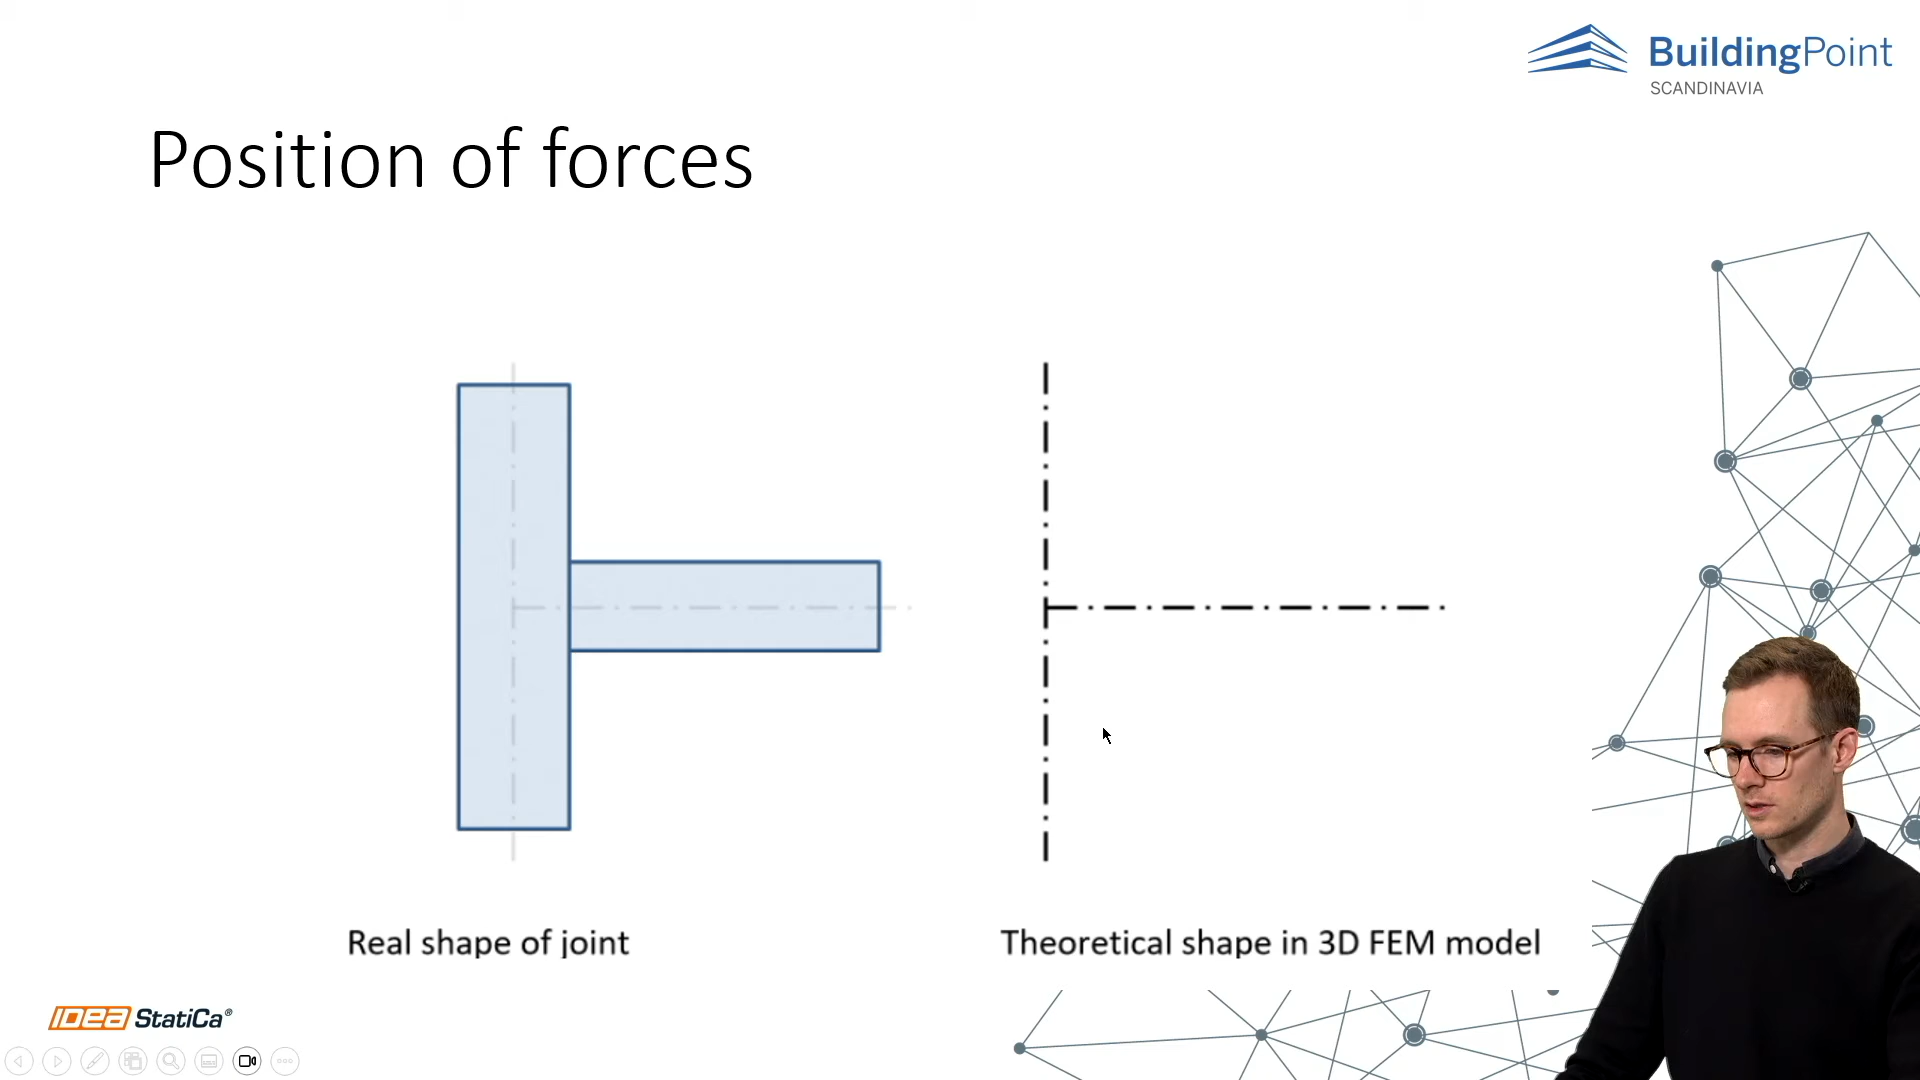 BuildingPoint
SCANDINAVIA
Position of forces
Real shape of joint
Theoretical shape in 3D FEM model
IDEA StatiCa®